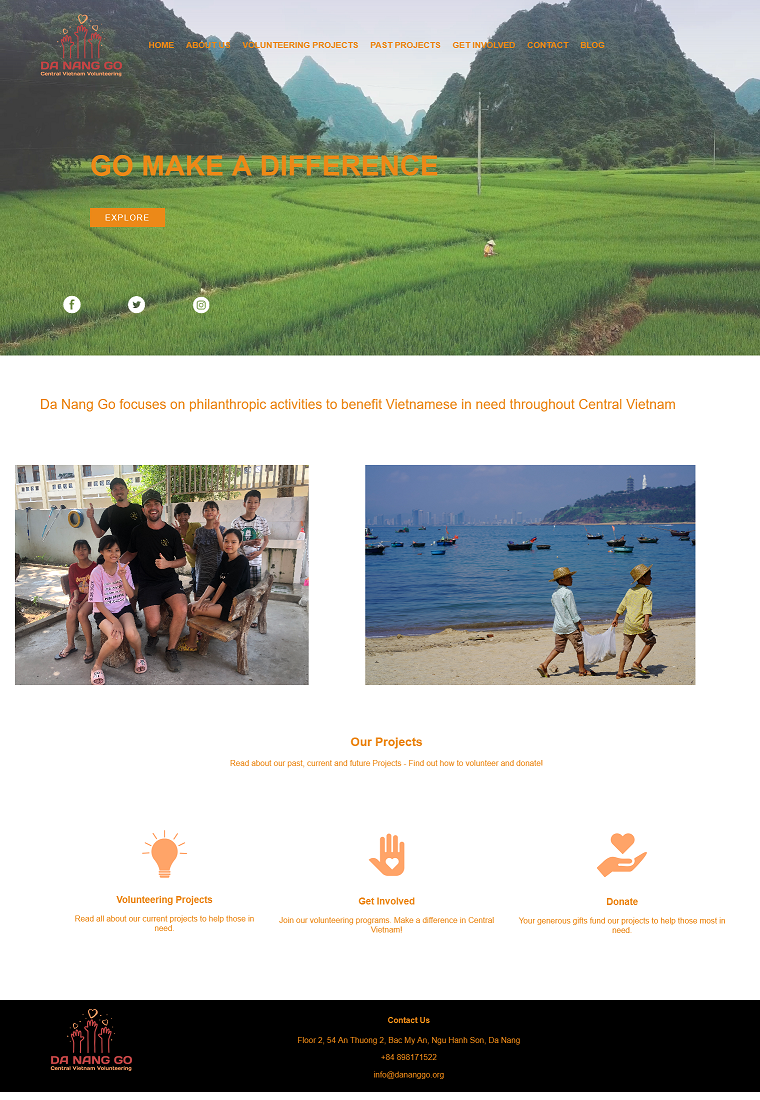 DA NANG GO
Central Vietnam Volunteering
HOME ABOUT US VOLUNTEERING PROJECTS PAST PROJECTS GET INVOLVED CONTACT BLOG
GO MAKE A DIFFERENCE
EXPLORE
Da Nang Go focuses on philanthropic activities to benefit Vietnamese in need throughout Central Vietnam
Our Projects
Read about our past, current and future Projects - Find out how to volunteer and donate!
Volunteering Projects
Read all about our current projects to help those in
need.
Get Involved
Join our volunteering programs. Make a difference in Central
Vietnam!
Donate
Your generous gifts fund our projects to help those most in
need.
DA NANG GO
Central Vietnam Volunteering
Contact Us
Floor 2, 54 An Thuong 2, Bac My An, Ngu Hanh Son, Da Nang
+84 898171522
info@dananggo.org